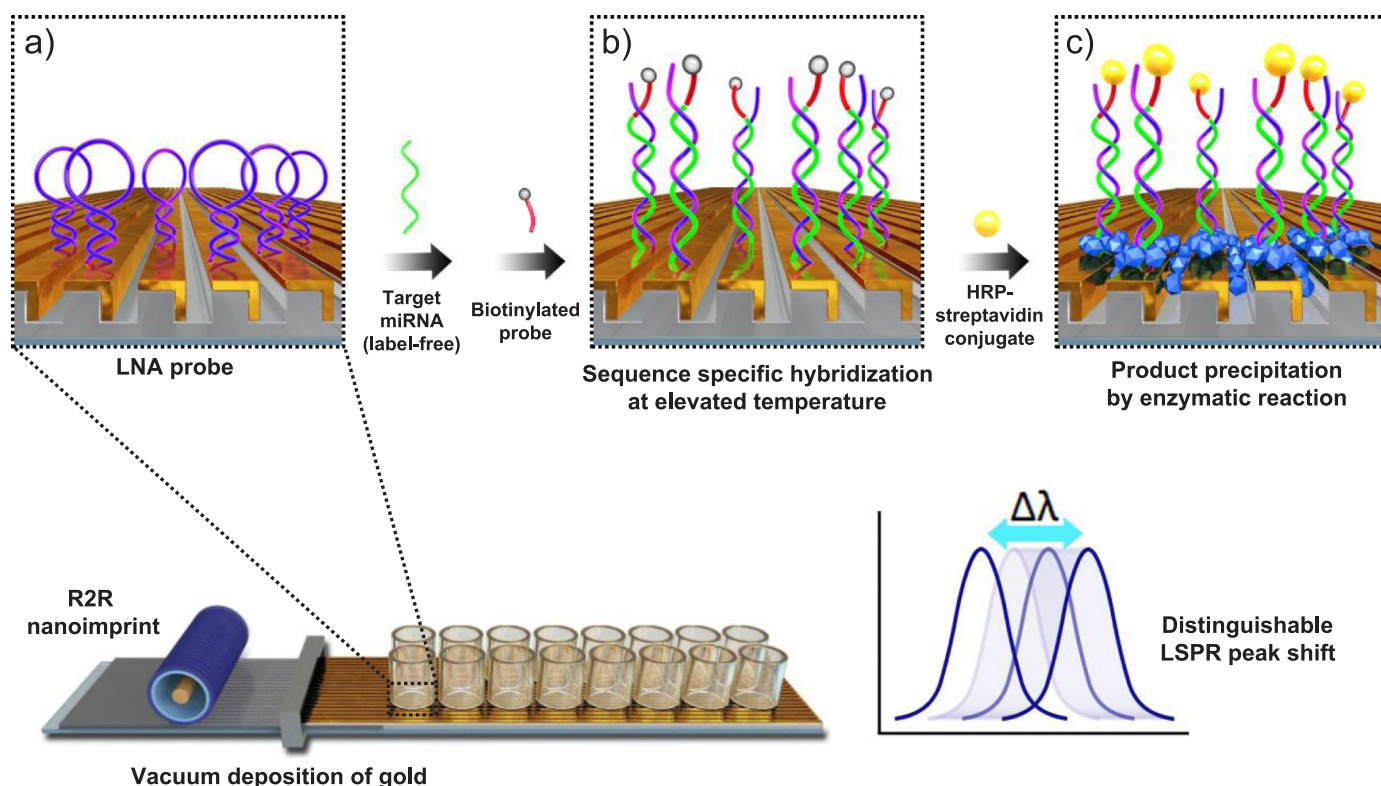 a)
LNA probe
Target
miRNA
(label-free)
Biotinylated
probe
b)
Sequence specific hybridization
at elevated temperature
HRP-
streptavidin
conjugate
c)
Product precipitation
by enzymatic reaction
R2R
nanoimprint
Vacuum deposition of gold
Δλ
Distinguishable
LSPR peak shift